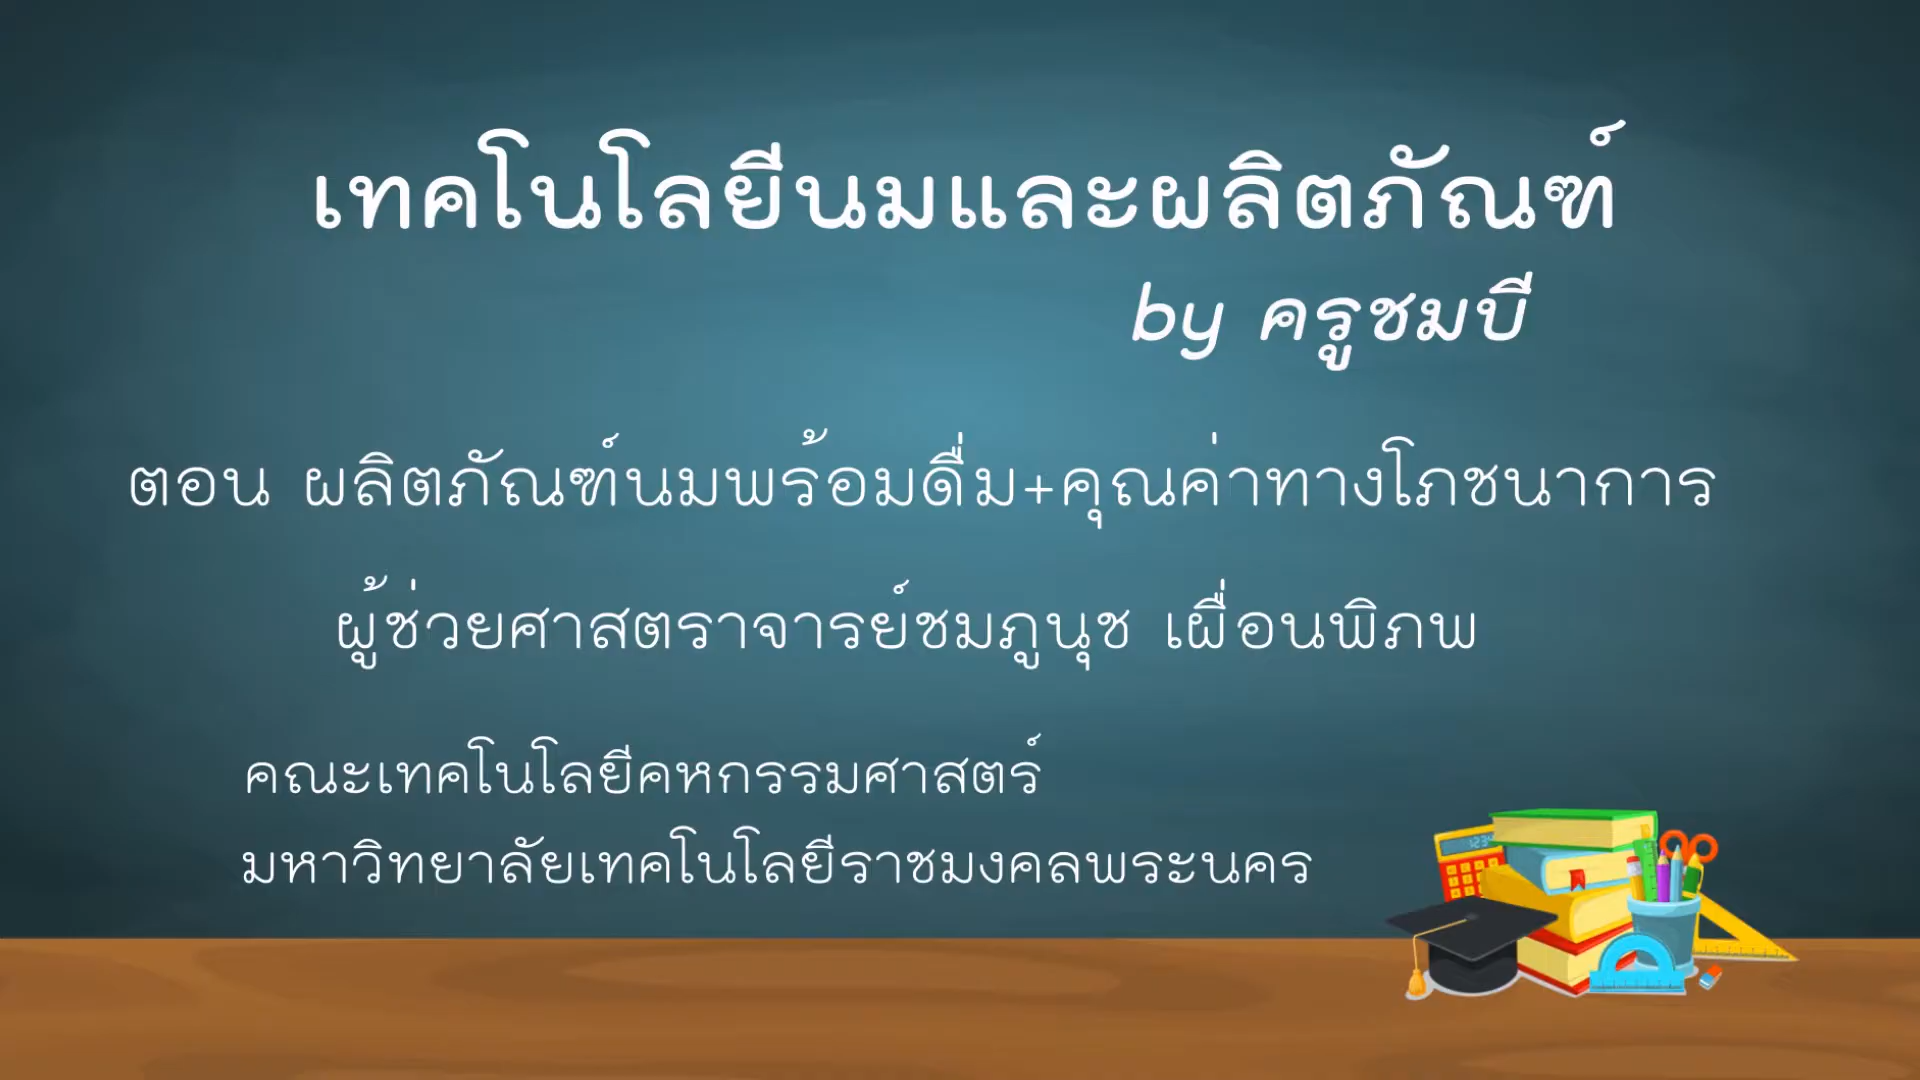 เทคโนโลยีนมและผลิตภัณฑ์
by ครูชมบี
ตอน ผลิตภัณฑ์นมพร้อมดื่ม+คุณค่าทางโภชนาการ
ผู้ช่วยศาสตราจารย์ชมภูนุช เผื่อนพิภพ
คณะเทคโนโลยีคหกรรมศาสตร์
มหาวิทยาลัยเทคโนโลยีราชมงคลพระนคร
1234